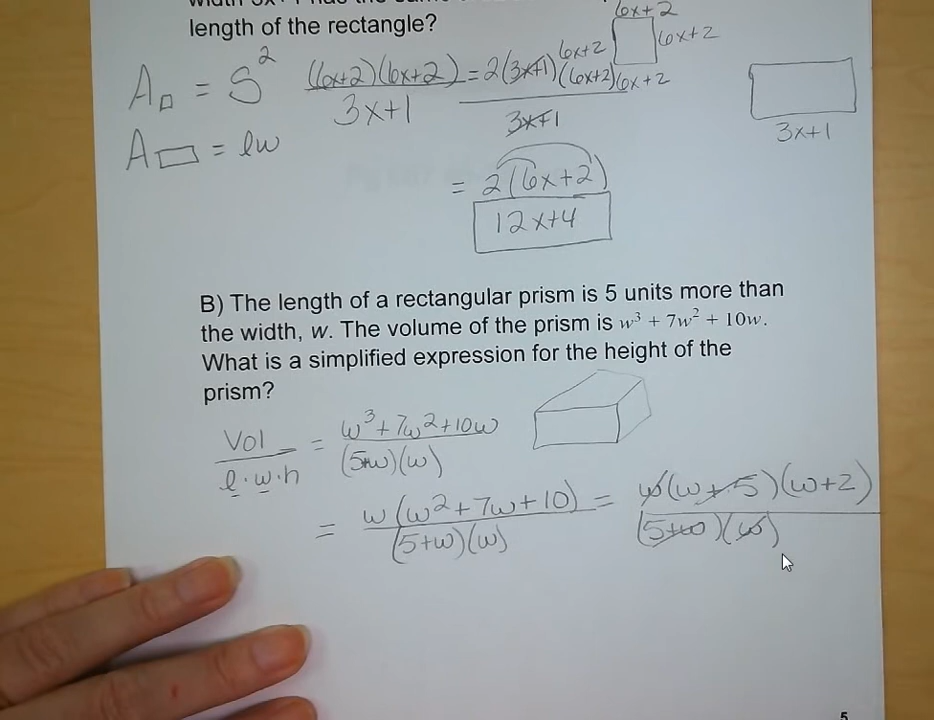 length of the rectangle?
6x+2
6x+2
A□ = S²
(6x+2)(6x+2) / 3x+1 = 2(3x+1)(6x+2) / 3x+1
6x+2
6x+2
3x+1
A▭ = lw
= 2(6x+2)
12x+4
B) The length of a rectangular prism is 5 units more than
the width, w. The volume of the prism is w³ + 7w² + 10w.
What is a simplified expression for the height of the
prism?
Vol / l·w·h = w³+7w²+10w / (5+w)(w)
= w(w²+7w+10) / (5+w)(w) = w(w+5)(w+2) / (5+w)(w)
5